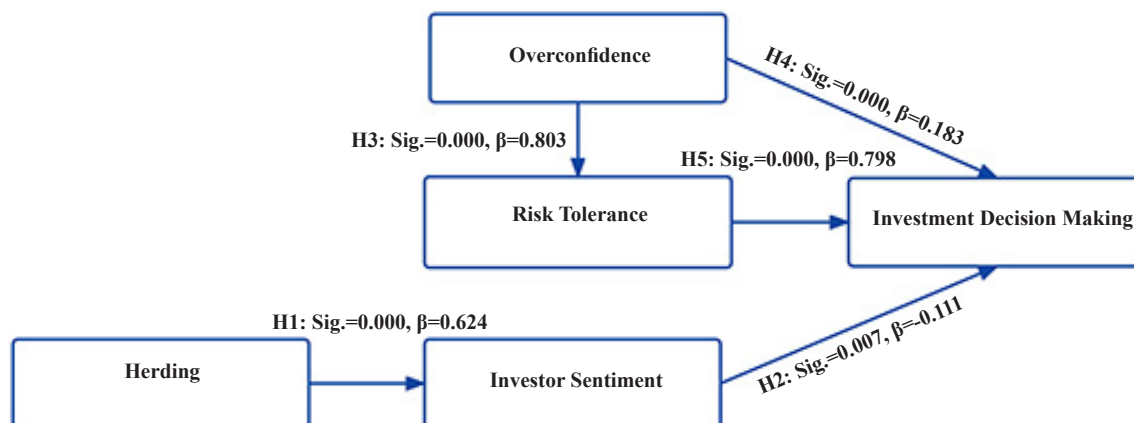 Overconfidence
H4: Sig.=0.000, β=0.183
H3: Sig.=0.000, β=0.803
H5: Sig.=0.000, β=0.798
Risk Tolerance
Investment Decision Making
H1: Sig.=0.000, β=0.624
H2: Sig.=0.007, β=-0.111
Herding
Investor Sentiment